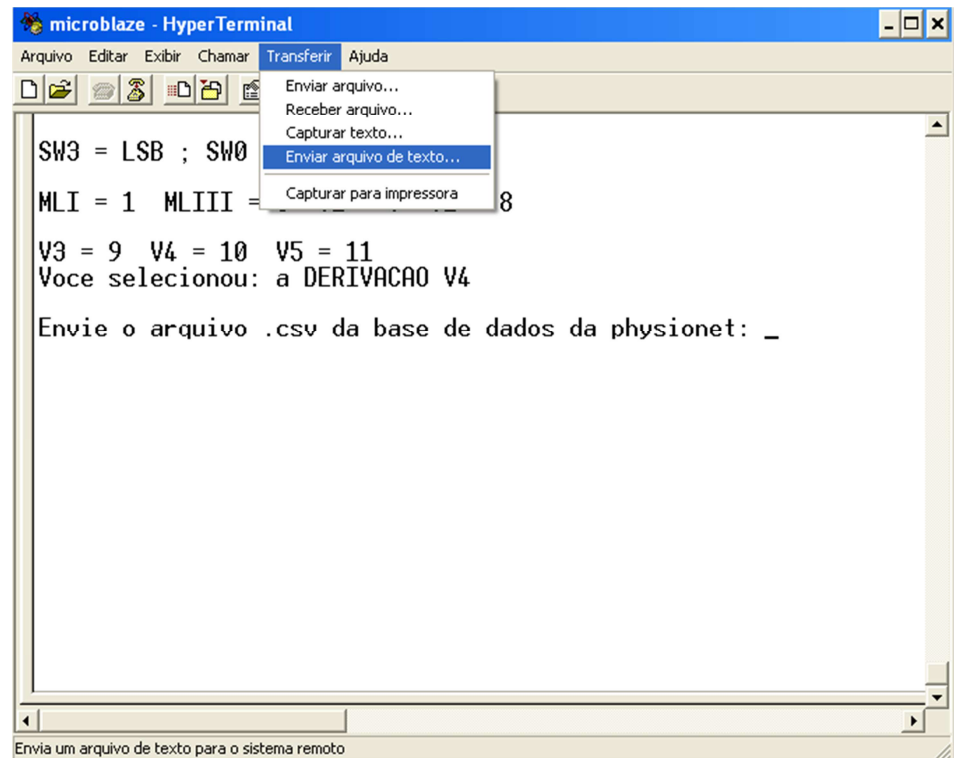 microblaze - HyperTerminal
Arquivo Editar Exibir Chamar Transferir Ajuda
Enviar arquivo...
Receber arquivo...
Capturar texto...
Enviar arquivo de texto...
Capturar para impressora
SW3 = LSB ; SW0
MLI = 1 MLIII = 8
V3 = 9 V4 = 10 V5 = 11
Voce selecionou: a DERIVACAO V4
Envie o arquivo .csv da base de dados da physionet: _
Envia um arquivo de texto para o sistema remoto